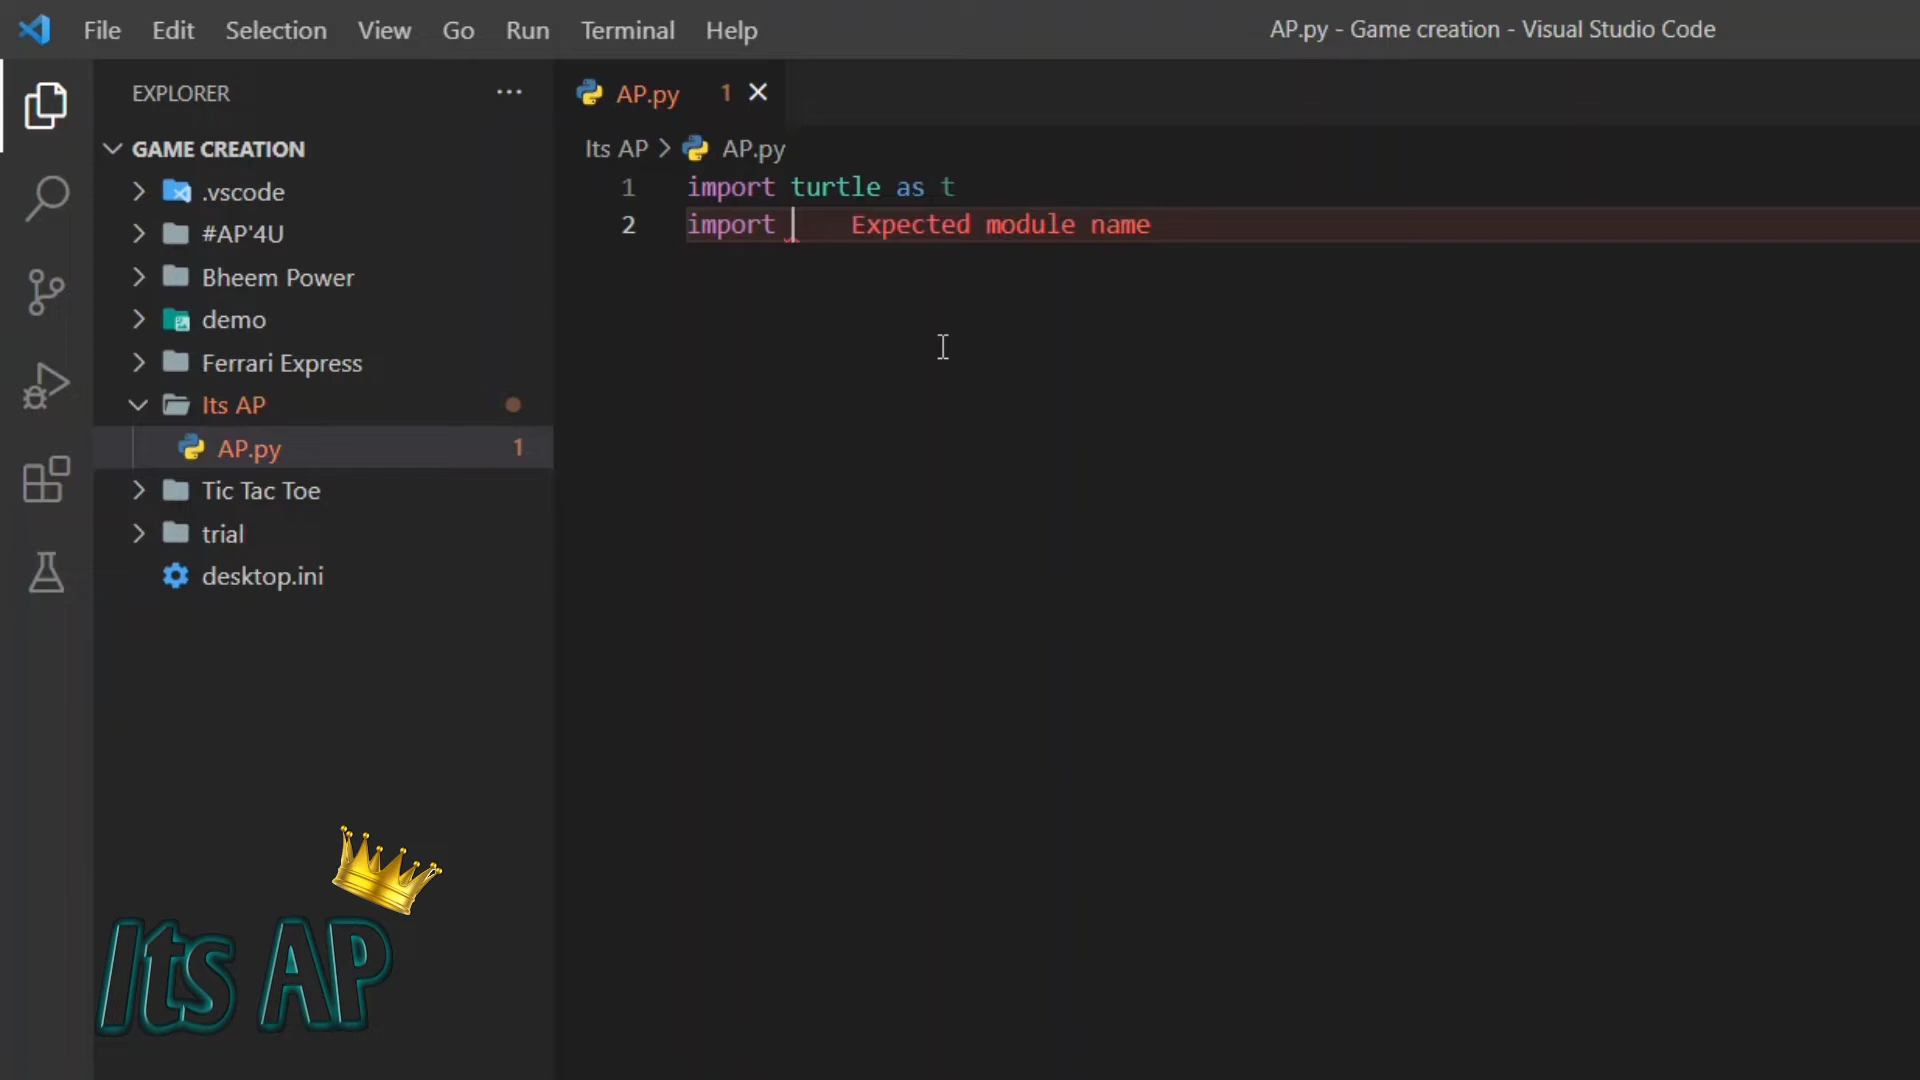 File Edit Selection View Go Run Terminal Help
AP.py - Game creation - Visual Studio Code
EXPLORER ···
GAME CREATION
.vscode
#AP'4U
Bheem Power
demo
Ferrari Express
Its AP
AP.py 1
Tic Tac Toe
trial
desktop.ini
AP.py 1
Its AP > AP.py
1 import turtle as t
2 import Expected module name
Its AP